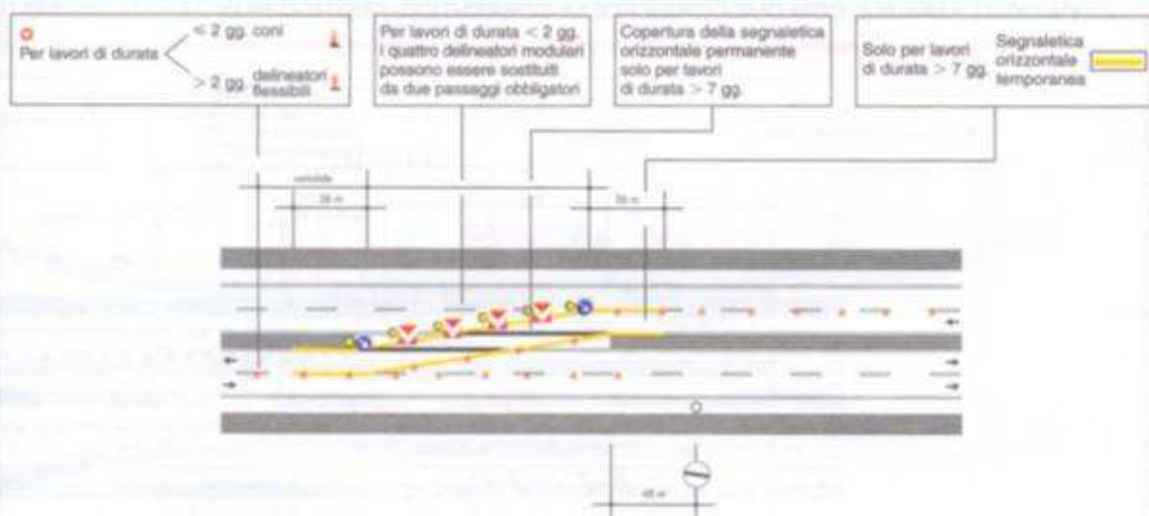 Per lavori di durata
≤ 2 gg. coni
> 2 gg. delineatori
flessibili
Per lavori di durata < 2 gg.
i quattro delineatori modulari
possono essere sostituiti
da due passaggi obbligatori
Copertura della segnaletica
orizzontale permanente
solo per lavori
di durata > 7 gg.
Solo per lavori
di durata > 7 gg.
Segnaletica
orizzontale
temporanea
variabile
36 m
48 m